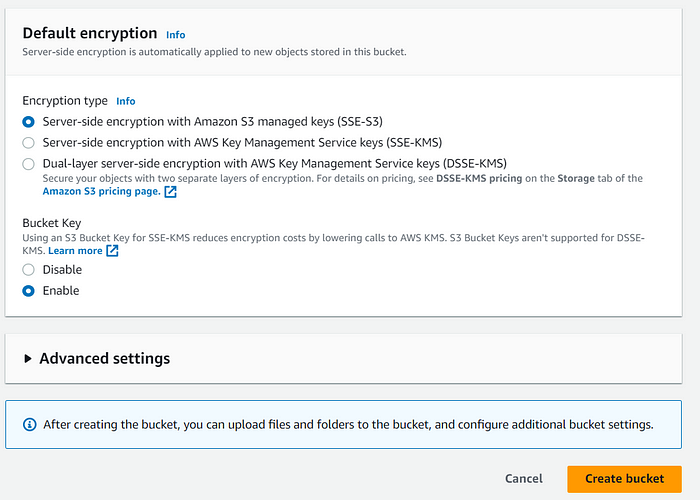 Default encryption Info
Server-side encryption is automatically applied to new objects stored in this bucket.
Encryption type Info
Server-side encryption with Amazon S3 managed keys (SSE-S3)
Server-side encryption with AWS Key Management Service keys (SSE-KMS)
Dual-layer server-side encryption with AWS Key Management Service keys (DSSE-KMS)
Secure your objects with two separate layers of encryption. For details on pricing, see DSSE-KMS pricing on the Storage tab of the
Amazon S3 pricing page.
Bucket Key
Using an S3 Bucket Key for SSE-KMS reduces encryption costs by lowering calls to AWS KMS. S3 Bucket Keys aren't supported for DSSE-
KMS. Learn more
Disable
Enable
Advanced settings
After creating the bucket, you can upload files and folders to the bucket, and configure additional bucket settings.
Cancel Create bucket